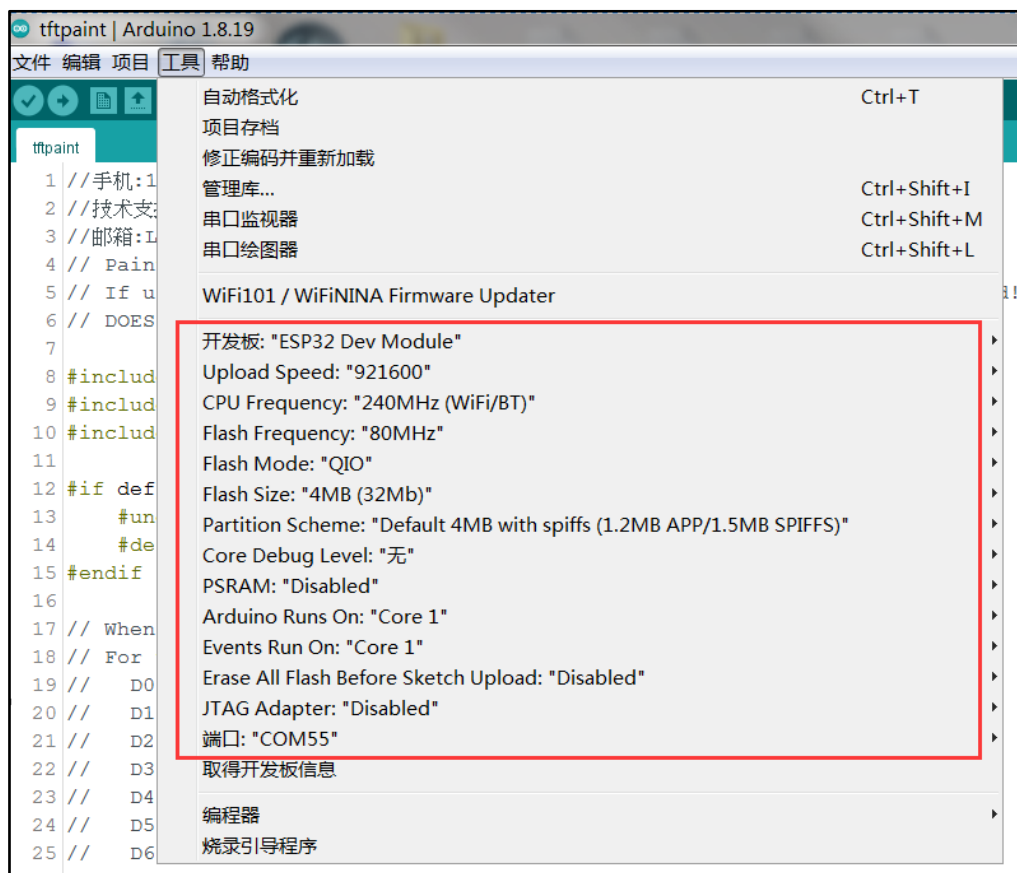 tftpaint | Arduino 1.8.19
文件 编辑 项目 工具 帮助
自动格式化 Ctrl+T
项目存档
修正编码并重新加载
管理库... Ctrl+Shift+I
串口监视器 Ctrl+Shift+M
串口绘图器 Ctrl+Shift+L
WiFi101 / WiFiNINA Firmware Updater
开发板: "ESP32 Dev Module"
Upload Speed: "921600"
CPU Frequency: "240MHz (WiFi/BT)"
Flash Frequency: "80MHz"
Flash Mode: "QIO"
Flash Size: "4MB (32Mb)"
Partition Scheme: "Default 4MB with spiffs (1.2MB APP/1.5MB SPIFFS)"
Core Debug Level: "无"
PSRAM: "Disabled"
Arduino Runs On: "Core 1"
Events Run On: "Core 1"
Erase All Flash Before Sketch Upload: "Disabled"
JTAG Adapter: "Disabled"
端口: "COM55"
取得开发板信息
编程器
烧录引导程序
tftpaint
1 //手机:1
2 //技术支
3 //邮箱:L
4 // Pain
5 // If u
6 // DOES
7
8 #includ
9 #includ
10 #includ
11
12 #if def
13 #un
14 #de
15 #endif
16
17 // When
18 // For
19 // D0
20 // D1
21 // D2
22 // D3
23 // D4
24 // D5
25 // D6